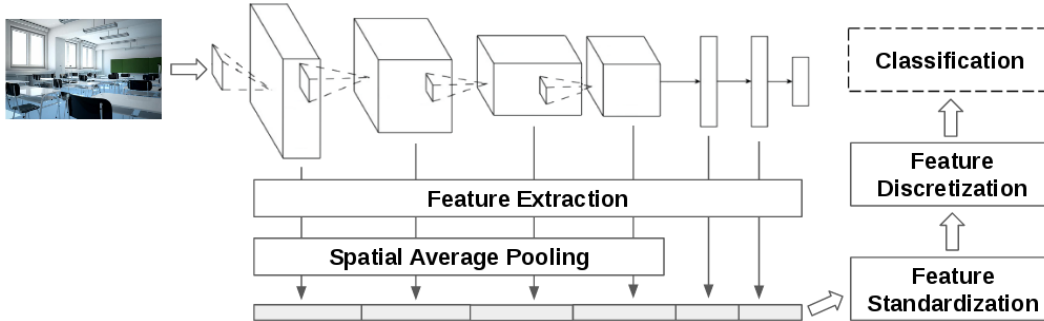 Classification
Feature
Discretization
Feature Extraction
Spatial Average Pooling
Feature
Standardization